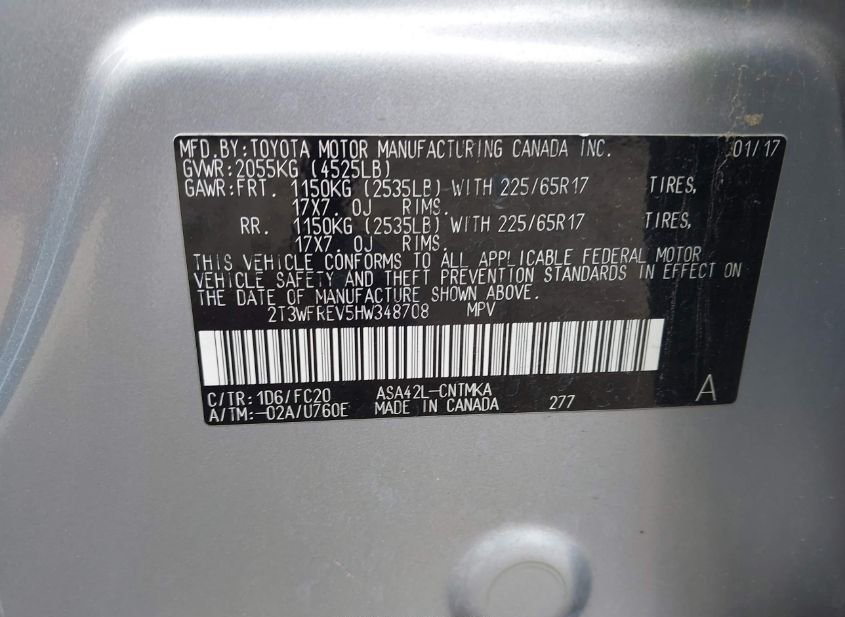 MFD.BY:TOYOTA MOTOR MANUFACTURING CANADA INC. 01/17
GVWR:2055KG (4525LB)
GAWR:FRT. 1150KG (2535LB) WITH 225/65R17 TIRES,
17X7.0J RIMS.
RR. 1150KG (2535LB) WITH 225/65R17 TIRES,
17X7.0J RIMS.
THIS VEHICLE CONFORMS TO ALL APPLICABLE FEDERAL MOTOR
VEHICLE SAFETY AND THEFT PREVENTION STANDARDS IN EFFECT ON
THE DATE OF MANUFACTURE SHOWN ABOVE.
2T3WFREV5HW348708 MPV
C/TR:1D6/FC20 ASA42L-CNTMKA A
A/TM:-02A/U760E MADE IN CANADA 277